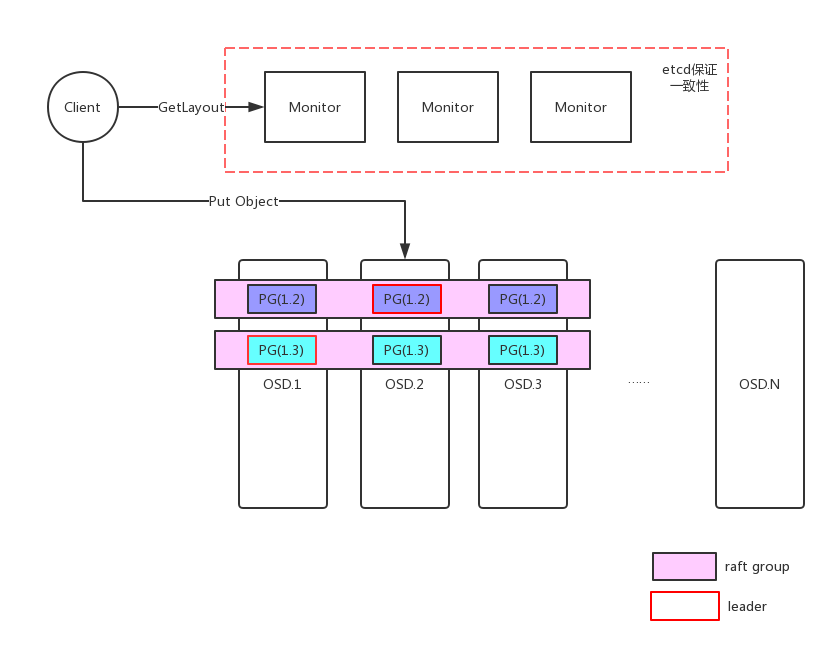 etcd保证
一致性
Client
GetLayout
Monitor
Monitor
Monitor
Put Object
PG(1.2)
PG(1.2)
PG(1.2)
PG(1.3)
PG(1.3)
PG(1.3)
OSD.1
OSD.2
OSD.3
......
OSD.N
raft group
leader